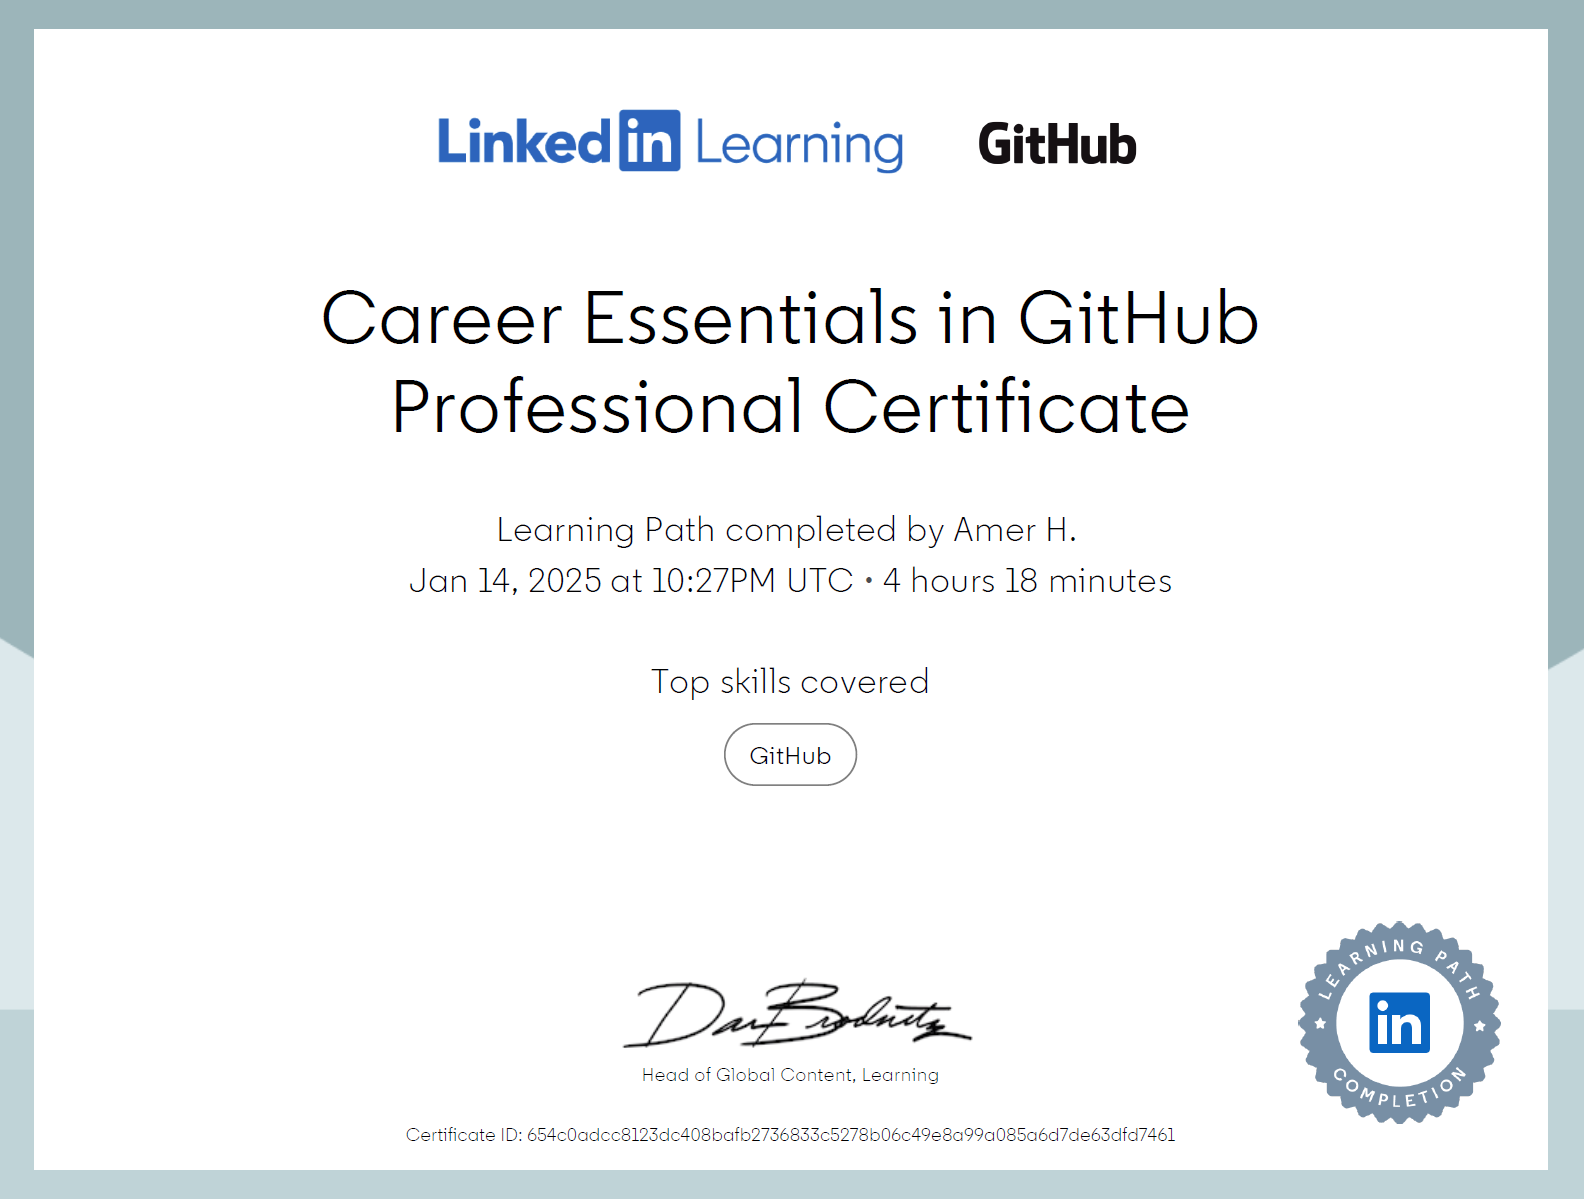 Linked in Learning GitHub
Career Essentials in GitHub
Professional Certificate
Learning Path completed by Amer H.
Jan 14, 2025 at 10:27PM UTC • 4 hours 18 minutes
Top skills covered
GitHub
Dan Brodnitz
Head of Global Content, Learning
LEARNING PATH
in
COMPLETION
Certificate ID: 654c0adcc8123dc408bafb2736833c5278b06c49e8a99a085a6d7de63dfd7461